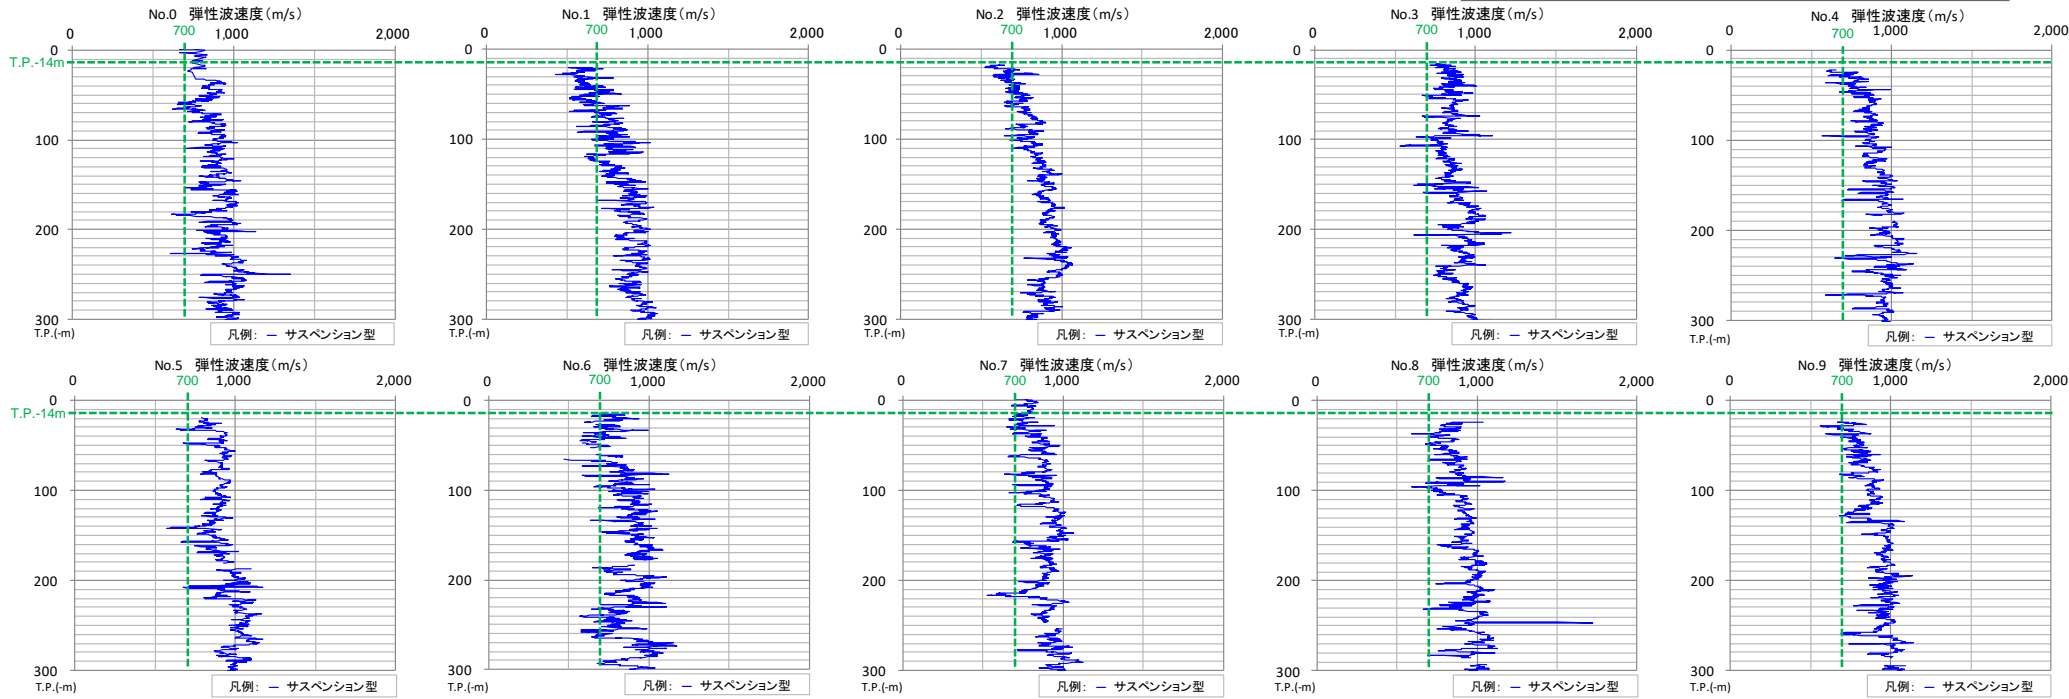 No.0 弾性波速度(m/s)
0 700 1,000 2,000
0
T.P.-14m
100
200
300
T.P.(-m)
凡例: サスペンション型
No.1 弾性波速度(m/s)
0 700 1,000 2,000
0
100
200
300
T.P.(-m)
凡例: サスペンション型
No.2 弾性波速度(m/s)
0 700 1,000 2,000
0
100
200
300
T.P.(-m)
凡例: サスペンション型
No.3 弾性波速度(m/s)
0 700 1,000 2,000
0
100
200
300
T.P.(-m)
凡例: サスペンション型
No.4 弾性波速度(m/s)
0 700 1,000 2,000
0
100
200
300
T.P.(-m)
凡例: サスペンション型
No.5 弾性波速度(m/s)
0 700 1,000 2,000
0
T.P.-14m
100
200
300
T.P.(-m)
凡例: サスペンション型
No.6 弾性波速度(m/s)
0 700 1,000 2,000
0
100
200
300
T.P.(-m)
凡例: サスペンション型
No.7 弾性波速度(m/s)
0 700 1,000 2,000
0
100
200
300
T.P.(-m)
凡例: サスペンション型
No.8 弾性波速度(m/s)
0 700 1,000 2,000
0
100
200
300
T.P.(-m)
凡例: サスペンション型
No.9 弾性波速度(m/s)
0 700 1,000 2,000
0
100
200
300
T.P.(-m)
凡例: サスペンション型